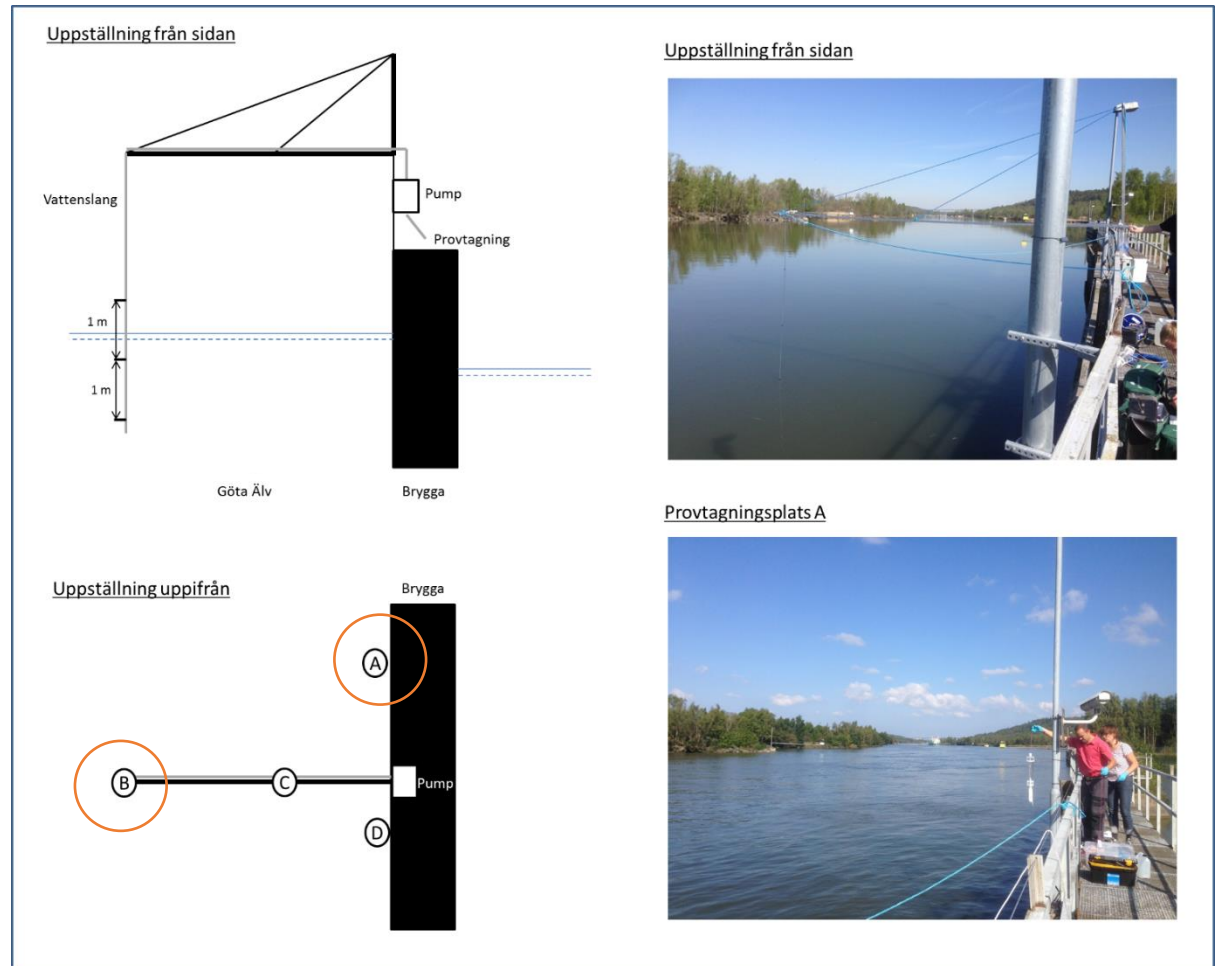 Uppställning från sidan
Vattenslang
Pump
Provtagning
1 m
1 m
Göta Älv
Brygga
Uppställning från sidan
Uppställning uppifrån
Brygga
A
B
C
Pump
D
Provtagningsplats A